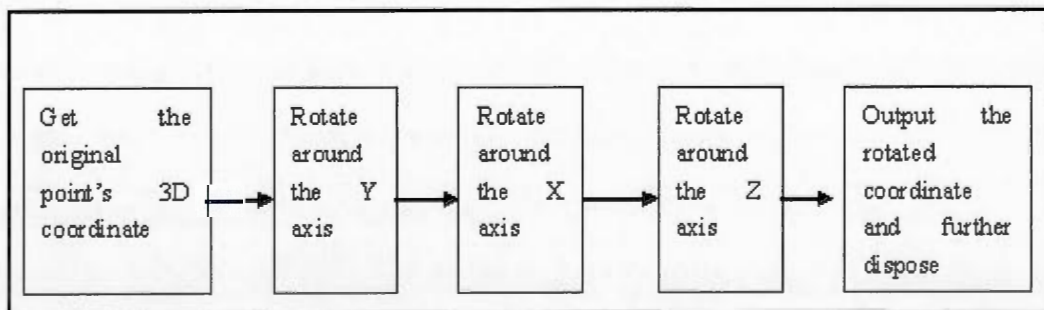 Get the
original
point's 3D
coordinate
Rotate
around
the Y
axis
Rotate
around
the X
axis
Rotate
around
the Z
axis
Output the
rotated
coordinate
and further
dispose